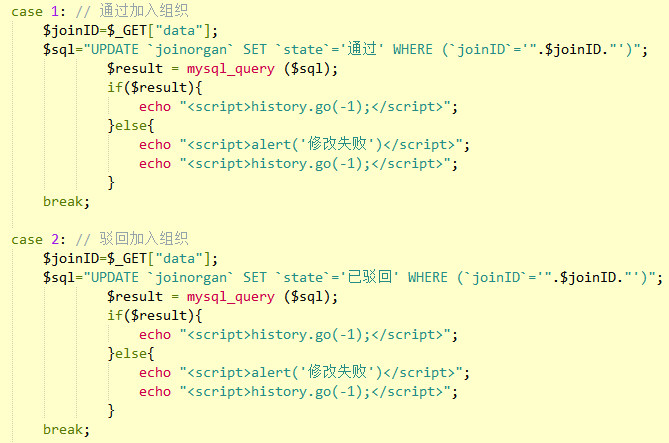 case 1: // 通过加入组织
$joinID=$_GET["data"];
$sql="UPDATE `joinorgan` SET `state`='通过' WHERE (`joinID`='".$joinID."')";
$result = mysql_query ($sql);
if($result){
echo "<script>history.go(-1);</script>";
}else{
echo "<script>alert('修改失败')</script>";
echo "<script>history.go(-1);</script>";
}
break;
case 2: // 驳回加入组织
$joinID=$_GET["data"];
$sql="UPDATE `joinorgan` SET `state`='已驳回' WHERE (`joinID`='".$joinID."')";
$result = mysql_query ($sql);
if($result){
echo "<script>history.go(-1);</script>";
}else{
echo "<script>alert('修改失败')</script>";
echo "<script>history.go(-1);</script>";
}
break;